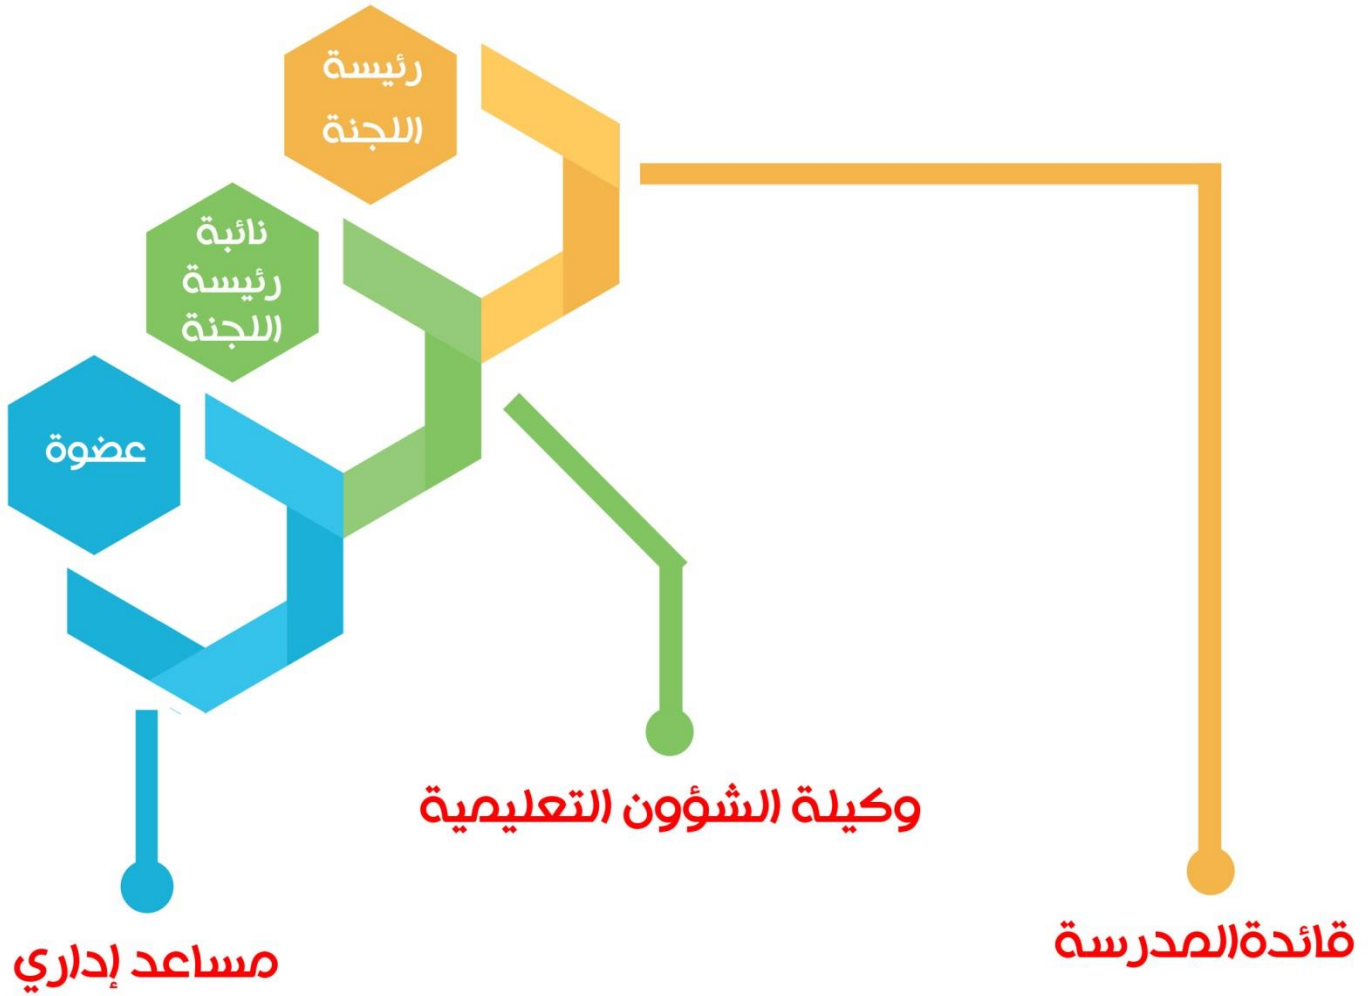 رئيسة
اللجنة
نائبة
رئيسة
اللجنة
عضوة
وكيلة الشؤون التعليمية
قائدةالمدرسة
مساعد إداري